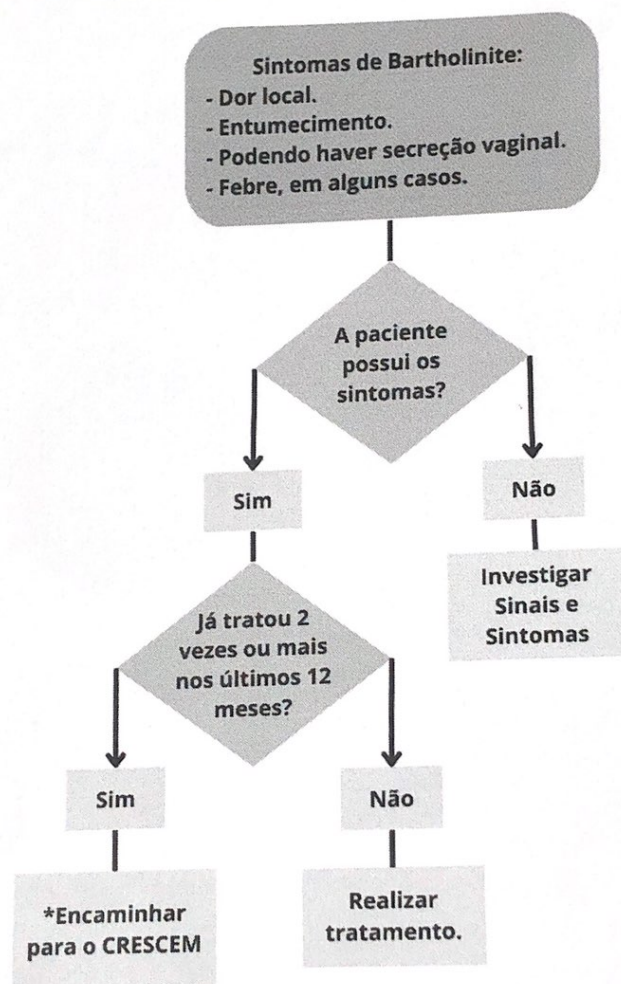 Sintomas de Bartholinite:
- Dor local.
- Entumecimento.
- Podendo haver secreção vaginal.
- Febre, em alguns casos.
A paciente
possui os
sintomas?
Sim
Não
Investigar
Sinais e
Sintomas
Já tratou 2
vezes ou mais
nos últimos 12
meses?
Sim
Não
*Encaminhar
para o CRESCEM
Realizar
tratamento.